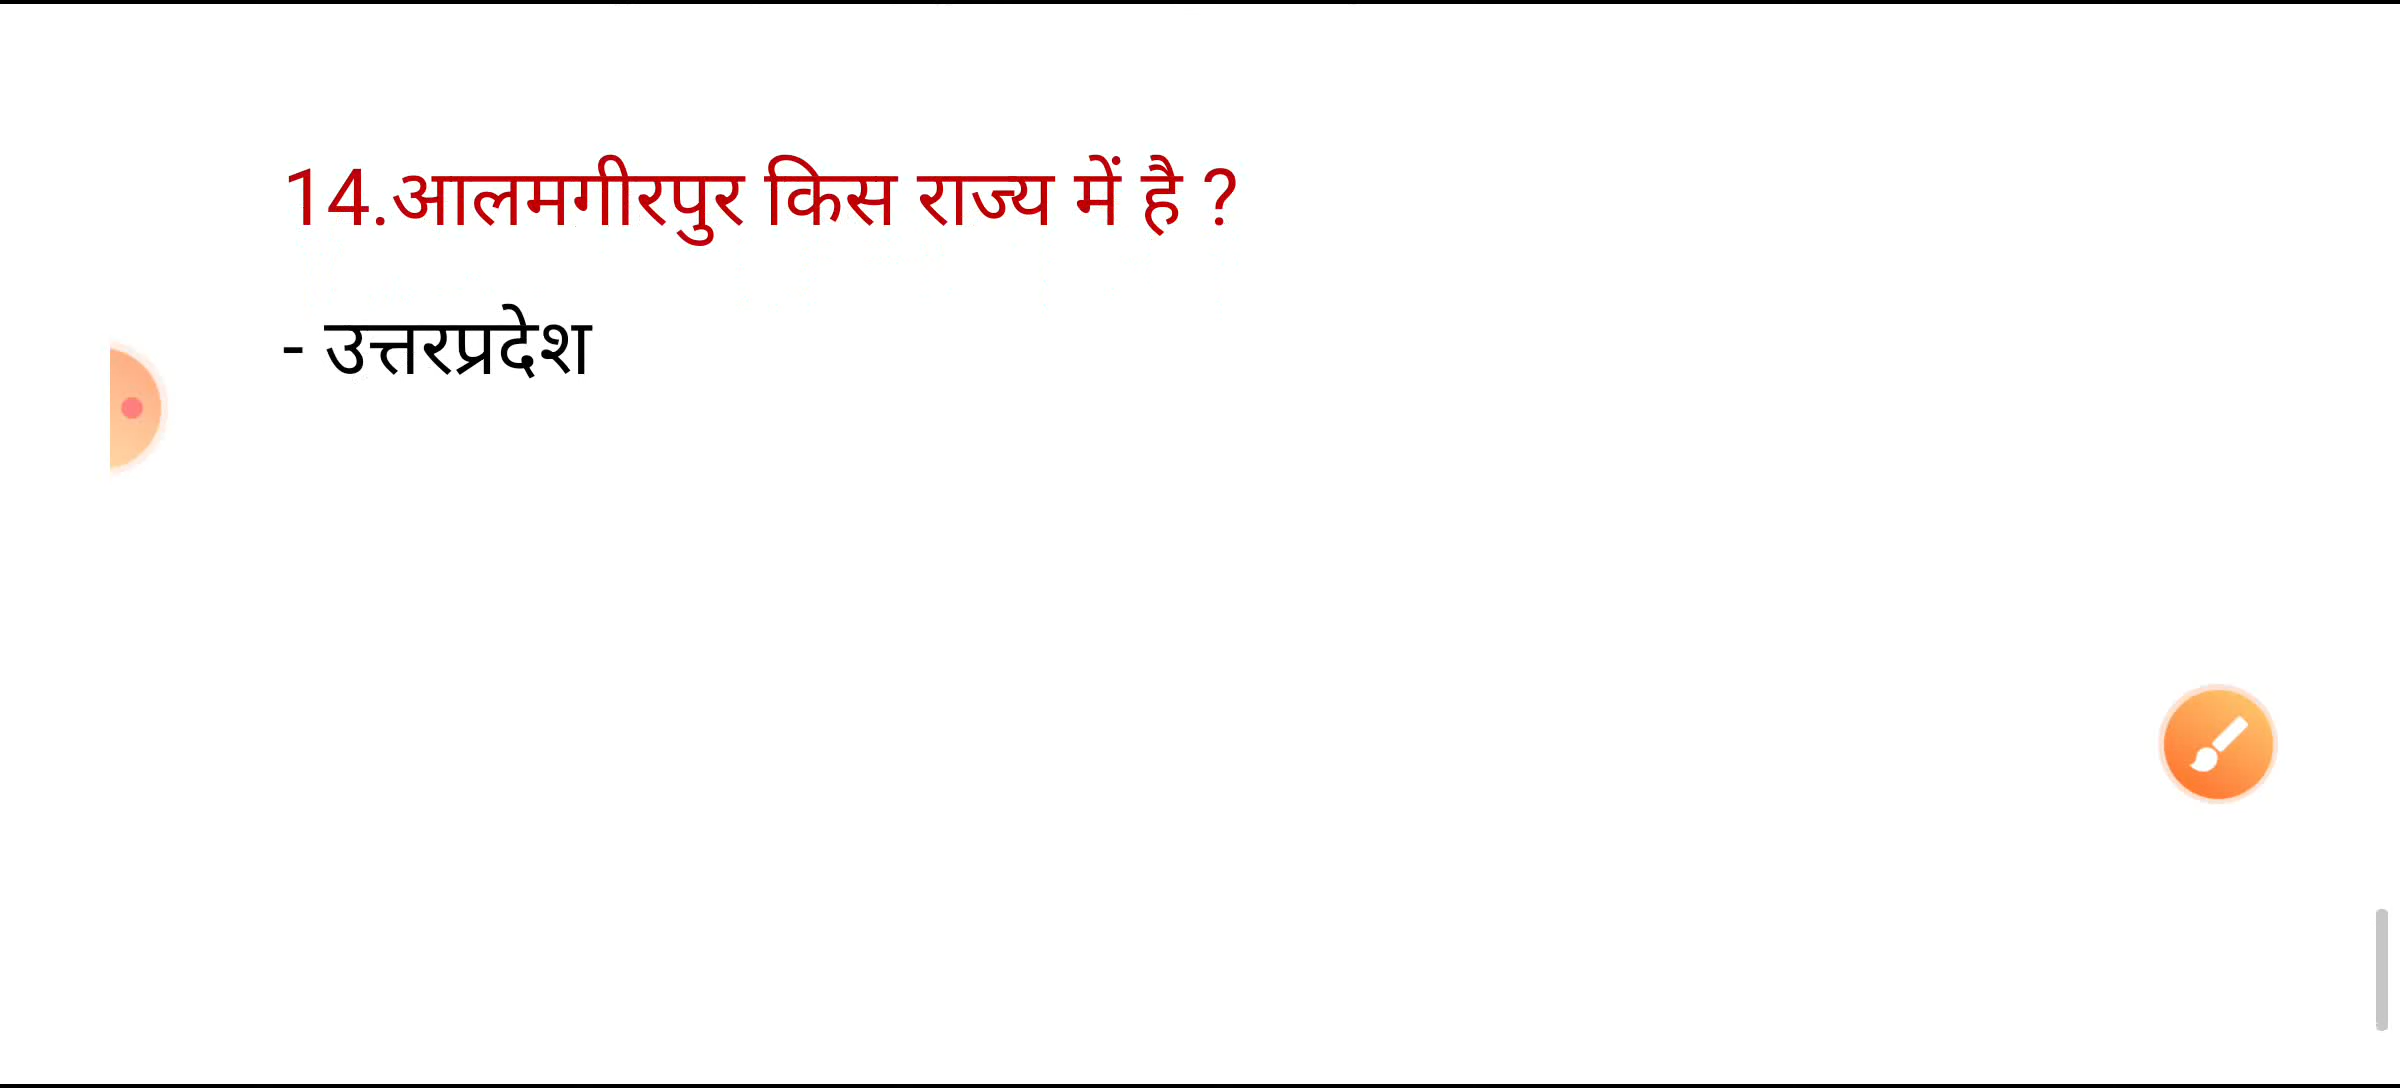 14.आलमगीरपुर किस राज्य में है ?
- उत्तरप्रदेश